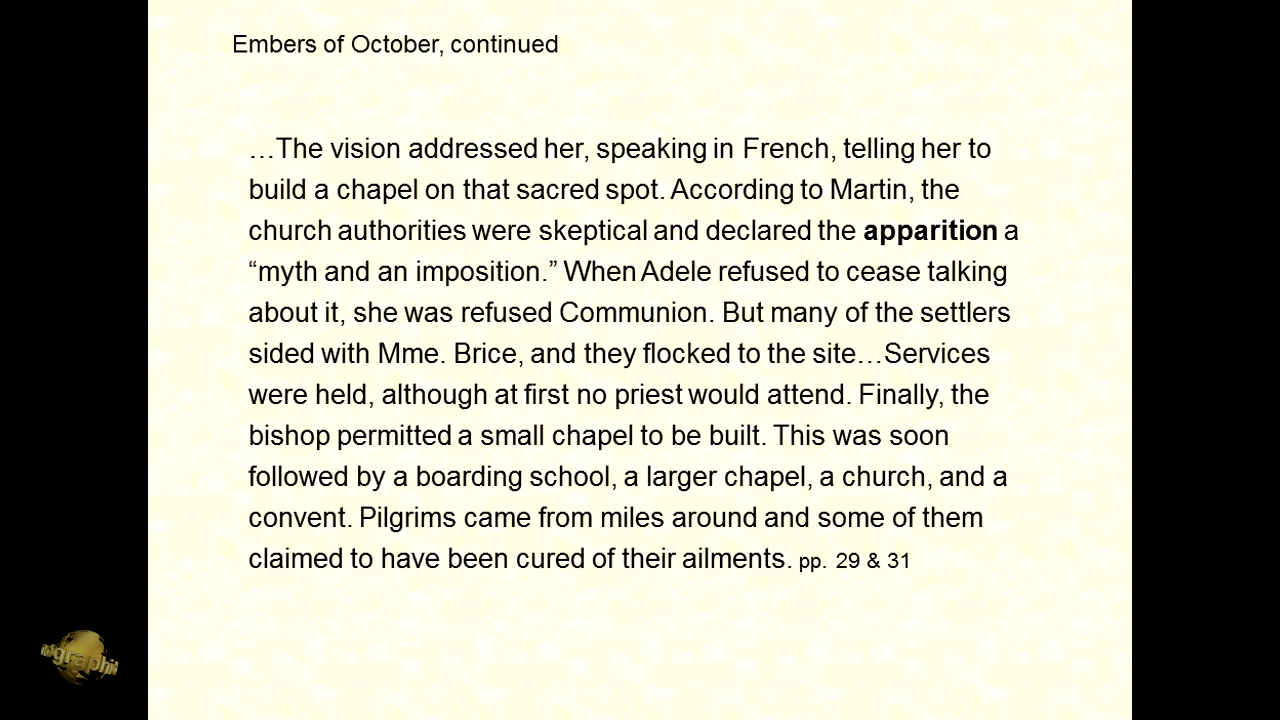 Embers of October, continued
…The vision addressed her, speaking in French, telling her to
build a chapel on that sacred spot. According to Martin, the
church authorities were skeptical and declared the apparition a
“myth and an imposition.” When Adele refused to cease talking
about it, she was refused Communion. But many of the settlers
sided with Mme. Brice, and they flocked to the site…Services
were held, although at first no priest would attend. Finally, the
bishop permitted a small chapel to be built. This was soon
followed by a boarding school, a larger chapel, a church, and a
convent. Pilgrims came from miles around and some of them
claimed to have been cured of their ailments. pp. 29 & 31